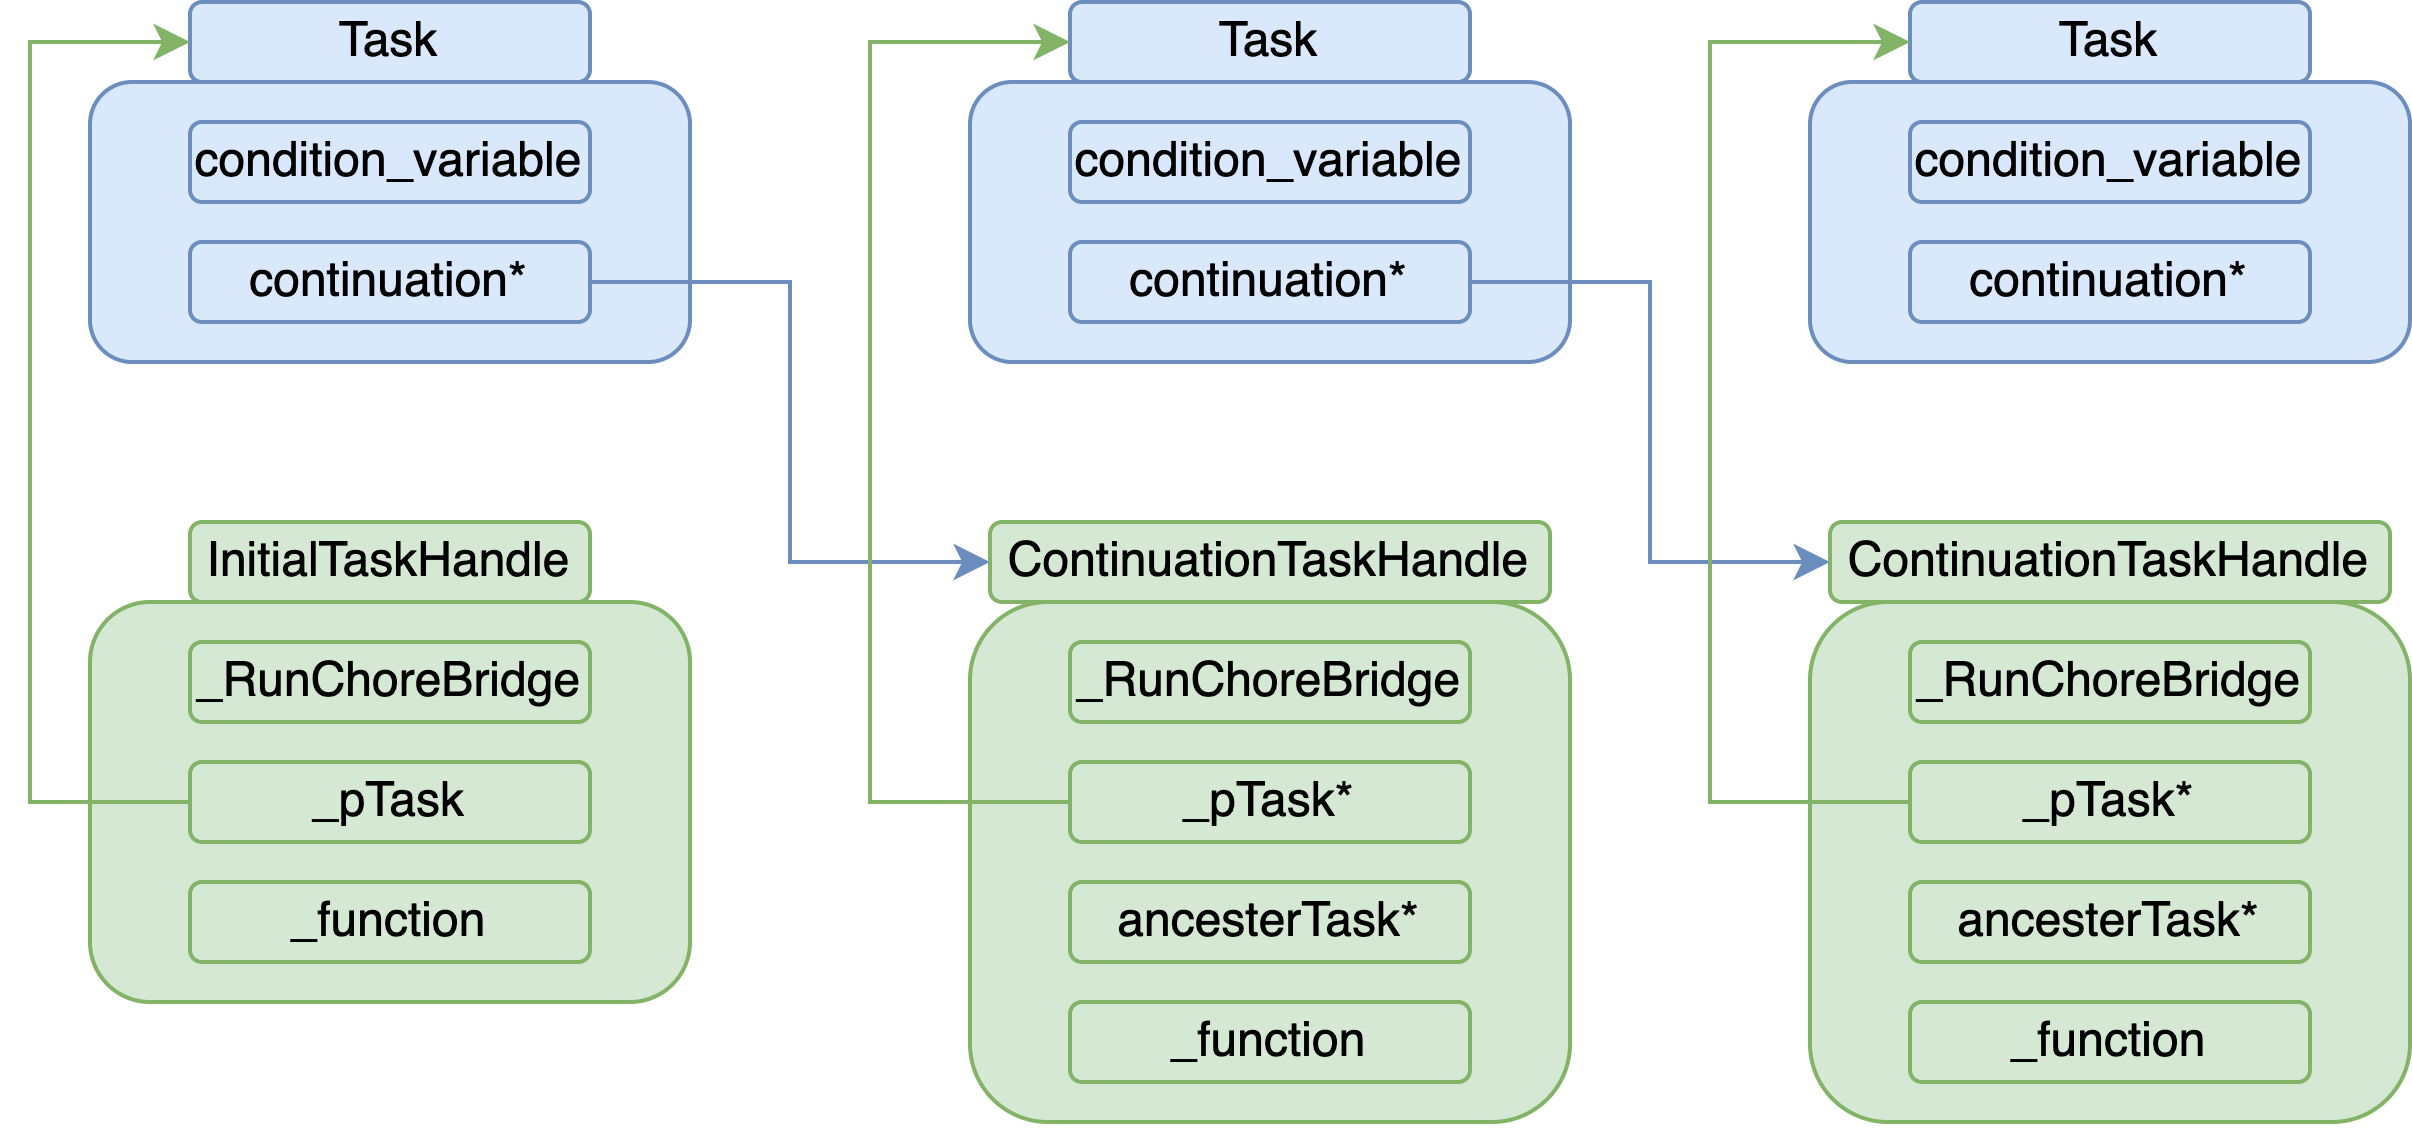 Task
condition_variable
continuation*
Task
condition_variable
continuation*
Task
condition_variable
continuation*
InitialTaskHandle
_RunChoreBridge
_pTask
_function
ContinuationTaskHandle
_RunChoreBridge
_pTask*
ancesterTask*
_function
ContinuationTaskHandle
_RunChoreBridge
_pTask*
ancesterTask*
_function